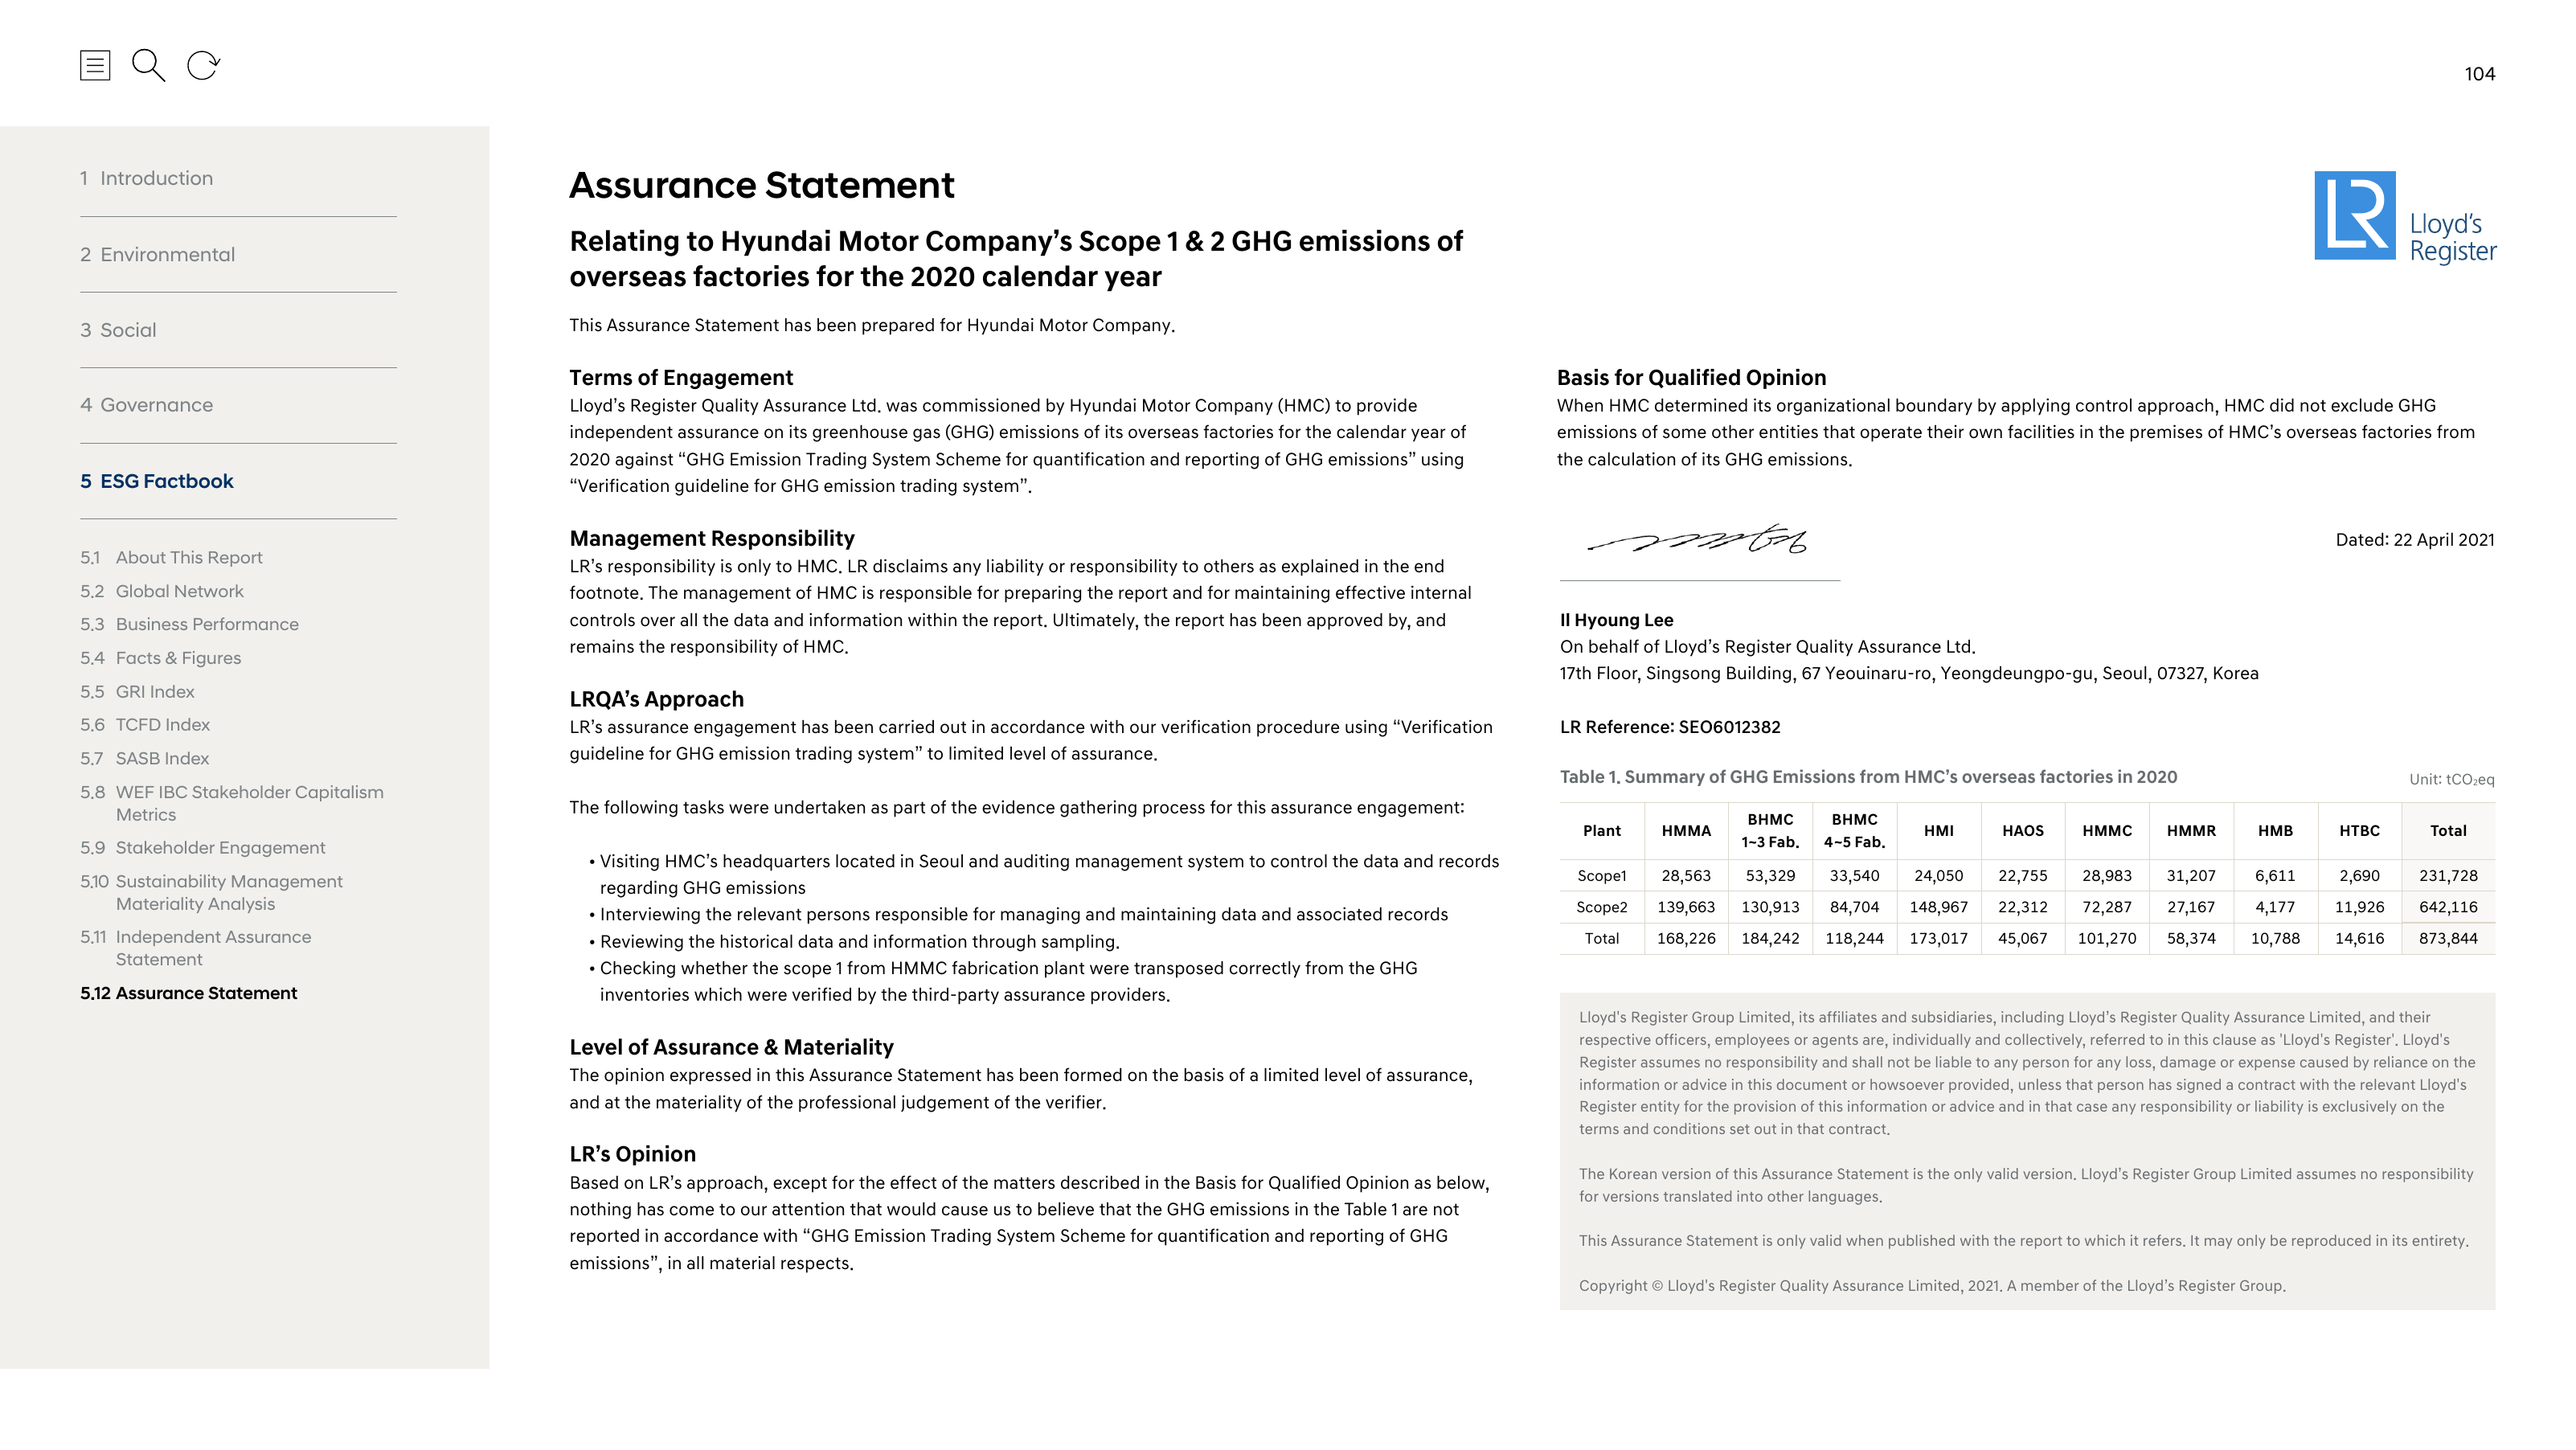 104
1 Introduction
2 Environmental
3 Social
4 Governance
5 ESG Factbook
5.1 About This Report
5.2 Global Network
5.3 Business Performance
5.4 Facts & Figures
5.5 GRI Index
5.6 TCFD Index
5.7 SASB Index
5.8 WEF IBC Stakeholder Capitalism
Metrics
5.9 Stakeholder Engagement
5.10 Sustainability Management
Materiality Analysis
5.11 Independent Assurance
Statement
5.12 Assurance Statement
Assurance Statement
Relating to Hyundai Motor Company’s Scope 1 & 2 GHG emissions of
overseas factories for the 2020 calendar year
This Assurance Statement has been prepared for Hyundai Motor Company.
LR Lloyd’s
Register
Terms of Engagement
Lloyd’s Register Quality Assurance Ltd. was commissioned by Hyundai Motor Company (HMC) to provide
independent assurance on its greenhouse gas (GHG) emissions of its overseas factories for the calendar year of
2020 against “GHG Emission Trading System Scheme for quantification and reporting of GHG emissions” using
“Verification guideline for GHG emission trading system”.
Management Responsibility
LR’s responsibility is only to HMC. LR disclaims any liability or responsibility to others as explained in the end
footnote. The management of HMC is responsible for preparing the report and for maintaining effective internal
controls over all the data and information within the report. Ultimately, the report has been approved by, and
remains the responsibility of HMC.
LRQA’s Approach
LR’s assurance engagement has been carried out in accordance with our verification procedure using “Verification
guideline for GHG emission trading system” to limited level of assurance.
The following tasks were undertaken as part of the evidence gathering process for this assurance engagement:
• Visiting HMC’s headquarters located in Seoul and auditing management system to control the data and records
regarding GHG emissions
• Interviewing the relevant persons responsible for managing and maintaining data and associated records
• Reviewing the historical data and information through sampling.
• Checking whether the scope 1 from HMMC fabrication plant were transposed correctly from the GHG
inventories which were verified by the third-party assurance providers.
Level of Assurance & Materiality
The opinion expressed in this Assurance Statement has been formed on the basis of a limited level of assurance,
and at the materiality of the professional judgement of the verifier.
LR’s Opinion
Based on LR’s approach, except for the effect of the matters described in the Basis for Qualified Opinion as below,
nothing has come to our attention that would cause us to believe that the GHG emissions in the Table 1 are not
reported in accordance with “GHG Emission Trading System Scheme for quantification and reporting of GHG
emissions”, in all material respects.
Basis for Qualified Opinion
When HMC determined its organizational boundary by applying control approach, HMC did not exclude GHG
emissions of some other entities that operate their own facilities in the premises of HMC’s overseas factories from
the calculation of its GHG emissions.
Dated: 22 April 2021
Il Hyoung Lee
On behalf of Lloyd’s Register Quality Assurance Ltd.
17th Floor, Singsong Building, 67 Yeouinaru-ro, Yeongdeungpo-gu, Seoul, 07327, Korea
LR Reference: SEO6012382
Table 1. Summary of GHG Emissions from HMC’s overseas factories in 2020 Unit: tCO₂eq
Plant HMMA BHMC 1~3 Fab. BHMC 4~5 Fab. HMI HAOS HMMC HMMR HMB HTBC Total
Scope1 28,563 53,329 33,540 24,050 22,755 28,983 31,207 6,611 2,690 231,728
Scope2 139,663 130,913 84,704 148,967 22,312 72,287 27,167 4,177 11,926 642,116
Total 168,226 184,242 118,244 173,017 45,067 101,270 58,374 10,788 14,616 873,844
Lloyd's Register Group Limited, its affiliates and subsidiaries, including Lloyd’s Register Quality Assurance Limited, and their
respective officers, employees or agents are, individually and collectively, referred to in this clause as 'Lloyd's Register'. Lloyd's
Register assumes no responsibility and shall not be liable to any person for any loss, damage or expense caused by reliance on the
information or advice in this document or howsoever provided, unless that person has signed a contract with the relevant Lloyd's
Register entity for the provision of this information or advice and in that case any responsibility or liability is exclusively on the
terms and conditions set out in that contract.
The Korean version of this Assurance Statement is the only valid version. Lloyd’s Register Group Limited assumes no responsibility
for versions translated into other languages.
This Assurance Statement is only valid when published with the report to which it refers. It may only be reproduced in its entirety.
Copyright © Lloyd's Register Quality Assurance Limited, 2021. A member of the Lloyd’s Register Group.